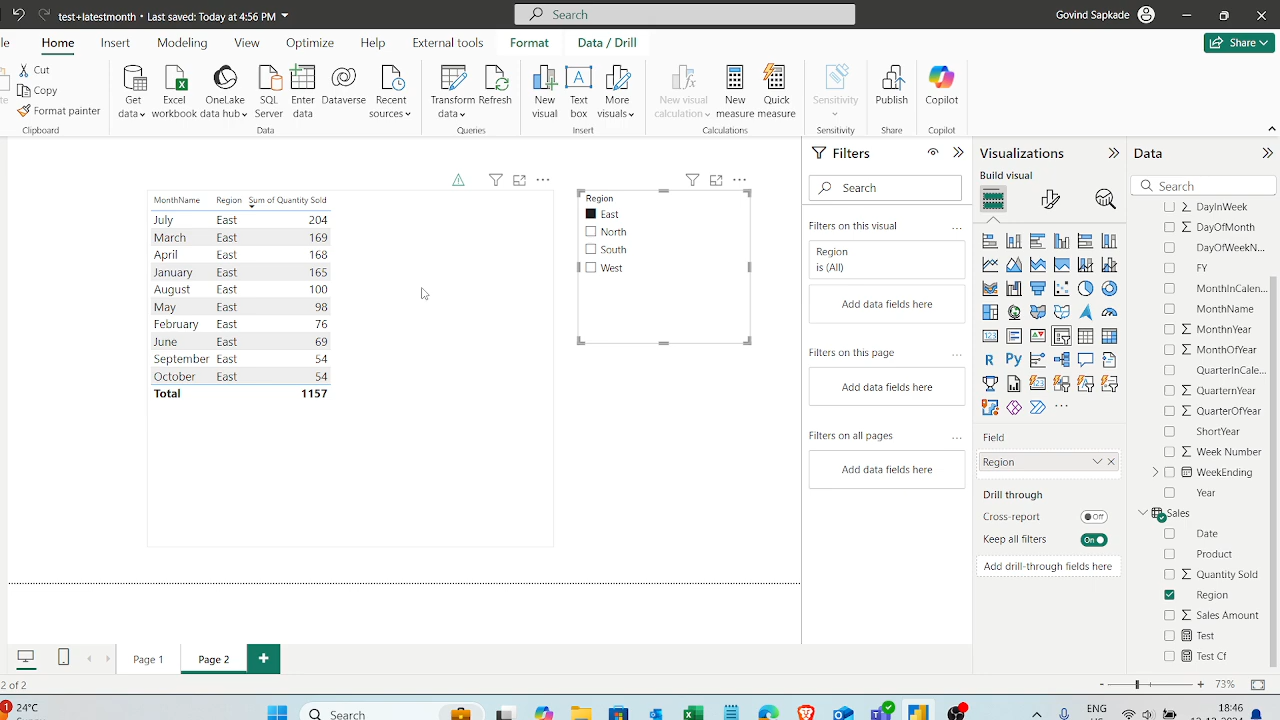 testFastmonth1 • Last saved: Today at 5:57 PM
Search
Govind Sapkade
Home Insert Modeling View Optimize Help External tools Format Data / Drill
Share
Cut
Copy
Format painter
Clipboard
Get data
Excel workbook
OneLake data hub
SQL Server
Enter data
Dataverse
Recent sources
Data
Transform data
Refresh
Queries
New visual
Text box
More visuals
Insert
New visual calculation
New measure
Quick measure
Calculations
Sensitivity
Sensitivity
Publish
Share
Copilot
Copilot
MonthName Region Sum of Quantity Sold
July East 204
March East 169
April East 168
January East 165
August East 100
May East 98
February East 76
June East 69
September East 54
October East 54
Total 1157
Region
East
North
South
West
Filters
Search
Filters on this visual ...
Region
is (All)
Add data fields here
Filters on this page ...
Add data fields here
Filters on all pages ...
Add data fields here
Visualizations
Build visual
R Py
Field
Region
Drill through
Cross-report Off
Keep all filters On
Add drill-through fields here
Data
Search
DayInWeek
DayOfMonth
DayOfWeekN...
FY
MonthInCalen...
MonthName
MonthnYear
MonthOfYear
QuarterInCale...
QuarternYear
QuarterOfYear
ShortYear
Week Number
WeekEnding
Year
Sales
Date
Product
Quantity Sold
Region
Sales Amount
Test
Test Cf
Page 1
Page 2
2 of 2
73%
24°C
Search
ENG
18:46